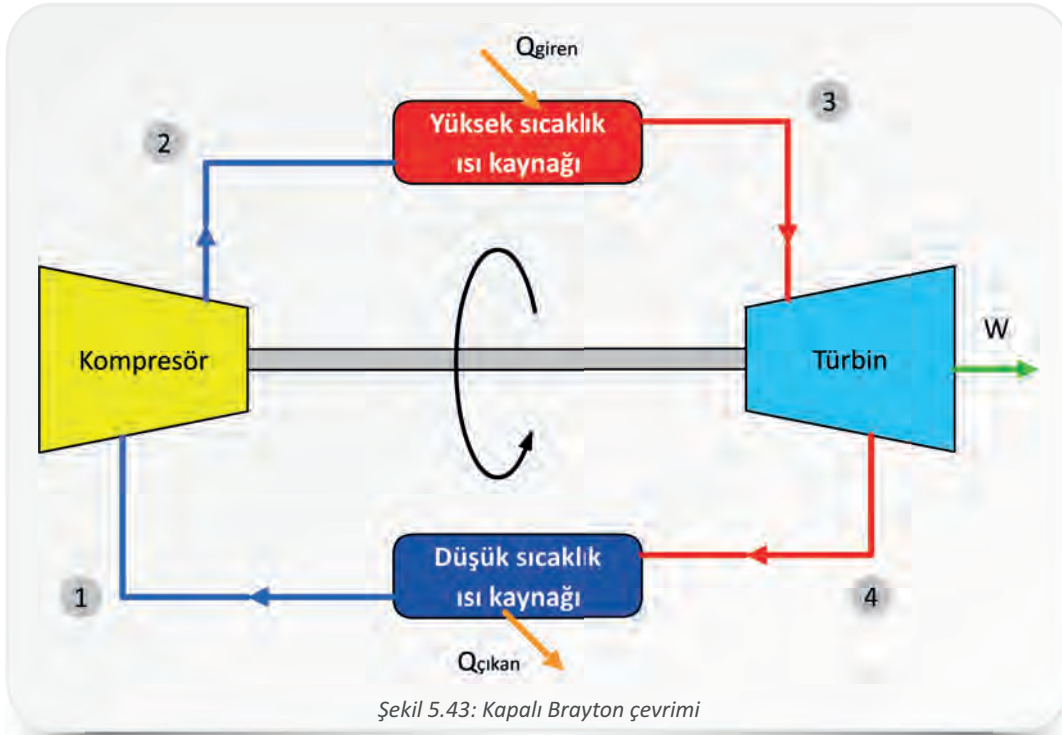 Qgiren
Yüksek sıcaklık
ısı kaynağı
3
2
Kompresör
Türbin
W
Düşük sıcaklık
ısı kaynağı
1
4
Qçıkan
Şekil 5.43: Kapalı Brayton çevrimi